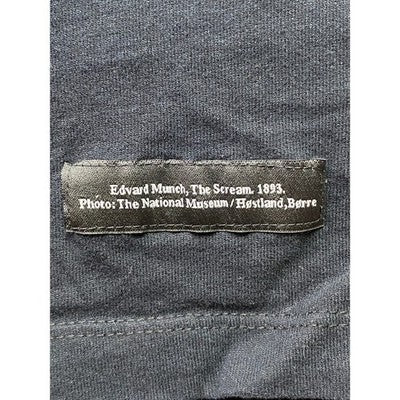 Edvard Munch, The Scream. 1893.
Photo: The National Museum / Høstland, Børre